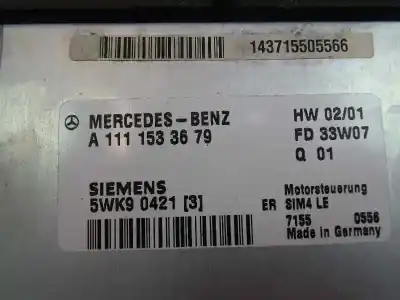 143715505566
MERCEDES-BENZ HW 02/01
A 111 153 36 79 FD 33W07
Q 01
SIEMENS Motorsteuerung
5WK9 0421 [3] ER SIM4 LE
7155 0556
Made in Germany